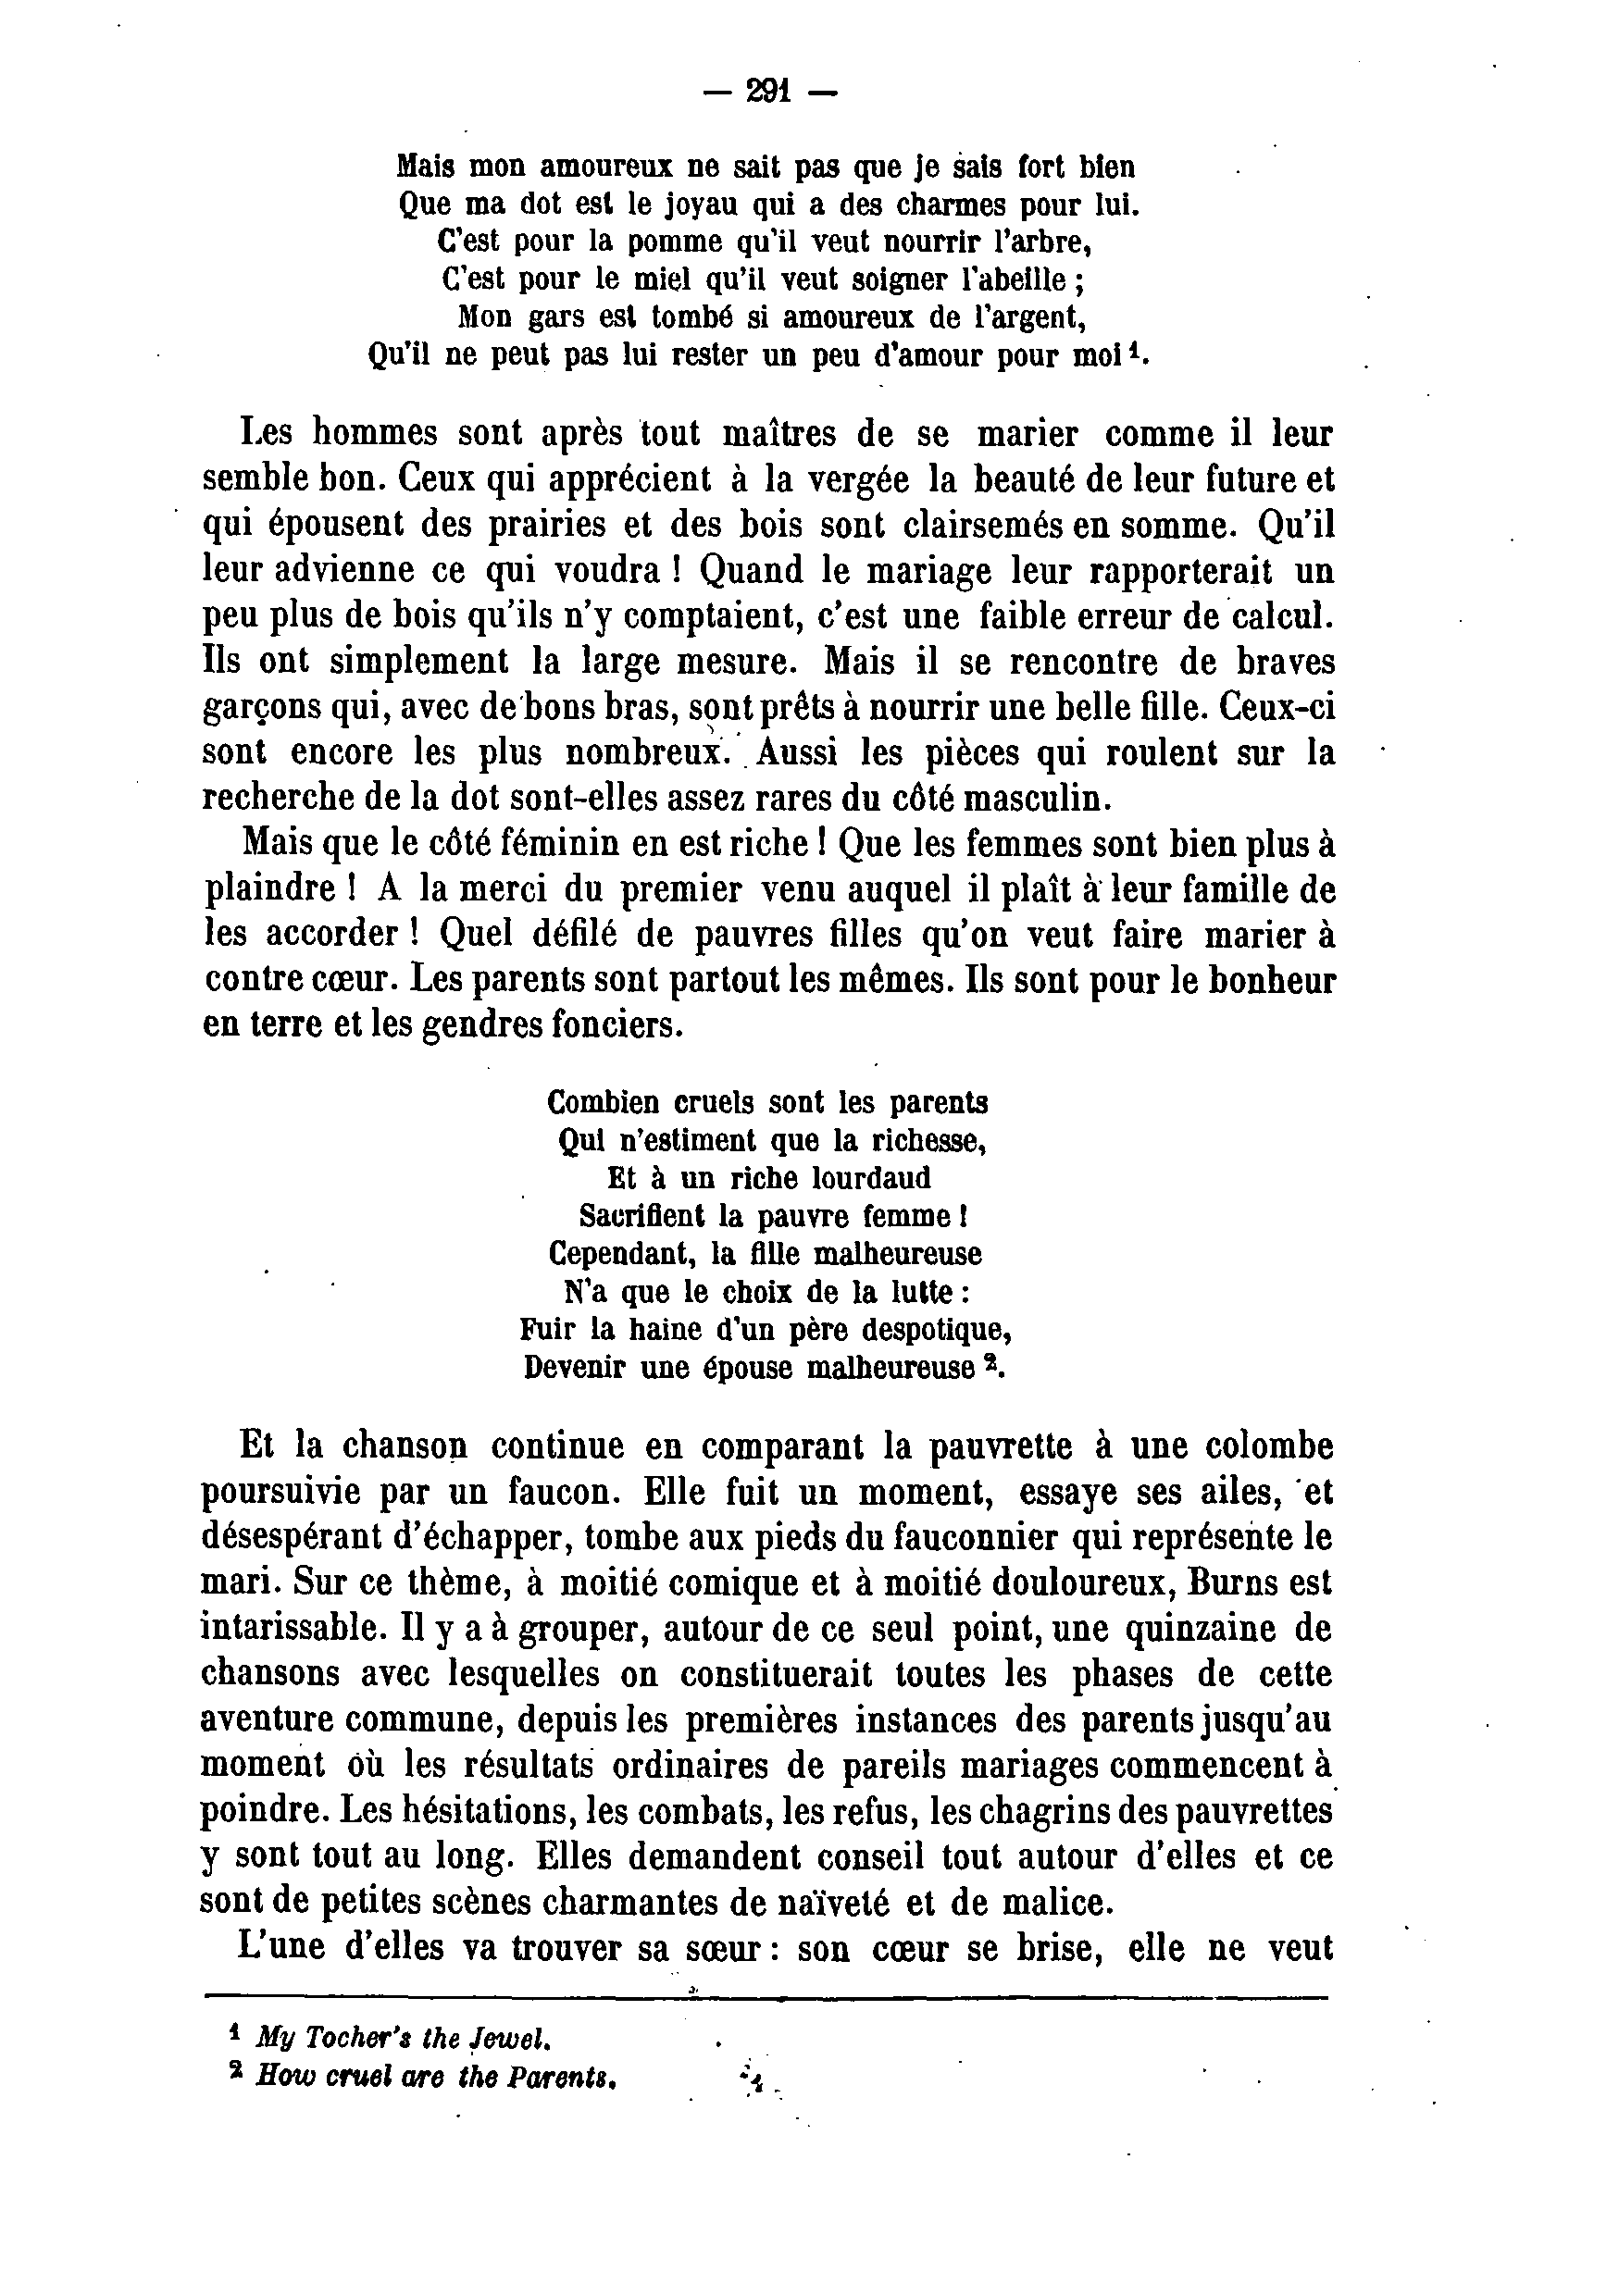 — 291 —
Mais mon amoureux ne sait pas que je sais fort bien
Que ma dot est le joyau qui a des charmes pour lui.
C'est pour la pomme qu'il veut nourrir l'arbre,
C'est pour le miel qu'il veut soigner l'abeille ;
Mon gars est tombé si amoureux de l'argent,
Qu'il ne peut pas lui rester un peu d'amour pour moi ¹.
Les hommes sont après tout maîtres de se marier comme il leur
semble bon. Ceux qui apprécient à la vergée la beauté de leur future et
qui épousent des prairies et des bois sont clairsemés en somme. Qu'il
leur advienne ce qui voudra ! Quand le mariage leur rapporterait un
peu plus de bois qu'ils n'y comptaient, c'est une faible erreur de calcul.
Ils ont simplement la large mesure. Mais il se rencontre de braves
garçons qui, avec de bons bras, sont prêts à nourrir une belle fille. Ceux-ci
sont encore les plus nombreux. Aussi les pièces qui roulent sur la
recherche de la dot sont-elles assez rares du côté masculin.
Mais que le côté féminin en est riche ! Que les femmes sont bien plus à
plaindre ! A la merci du premier venu auquel il plaît à leur famille de
les accorder ! Quel défilé de pauvres filles qu'on veut faire marier à
contre cœur. Les parents sont partout les mêmes. Ils sont pour le bonheur
en terre et les gendres fonciers.
Combien cruels sont les parents
Qui n'estiment que la richesse,
Et à un riche lourdaud
Sacrifient la pauvre femme !
Cependant, la fille malheureuse
N'a que le choix de la lutte :
Fuir la haine d'un père despotique,
Devenir une épouse malheureuse ².
Et la chanson continue en comparant la pauvrette à une colombe
poursuivie par un faucon. Elle fuit un moment, essaye ses ailes, et
désespérant d'échapper, tombe aux pieds du fauconnier qui représente le
mari. Sur ce thème, à moitié comique et à moitié douloureux, Burns est
intarissable. Il y a à grouper, autour de ce seul point, une quinzaine de
chansons avec lesquelles on constituerait toutes les phases de cette
aventure commune, depuis les premières instances des parents jusqu'au
moment où les résultats ordinaires de pareils mariages commencent à
poindre. Les hésitations, les combats, les refus, les chagrins des pauvrettes
y sont tout au long. Elles demandent conseil tout autour d'elles et ce
sont de petites scènes charmantes de naïveté et de malice.
L'une d'elles va trouver sa sœur : son cœur se brise, elle ne veut
¹ My Tocher's the Jewel.
² How cruel are the Parents.